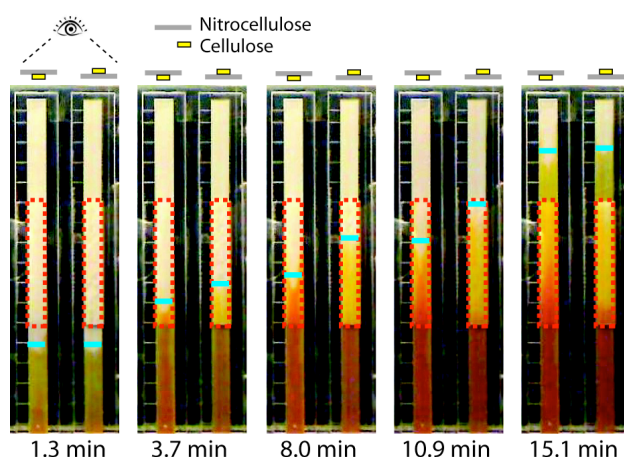 Nitrocellulose
Cellulose
1.3 min
3.7 min
8.0 min
10.9 min
15.1 min